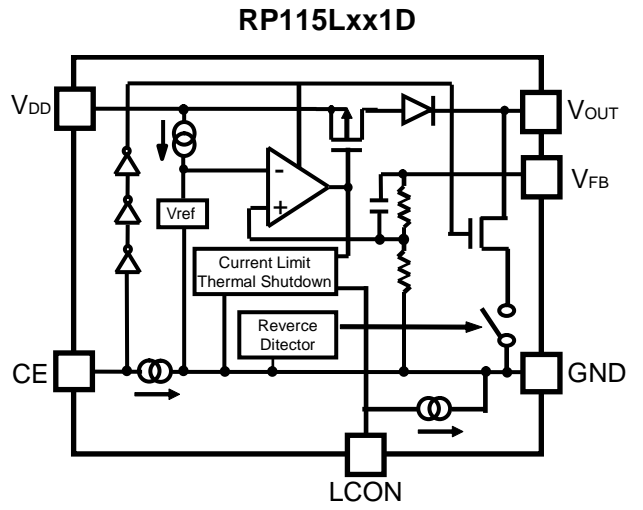 RP115Lxx1D
VDD
VOUT
-
VFB
Vref
+
Current Limit
Thermal Shutdown
Reverce
Ditector
CE
GND
LCON